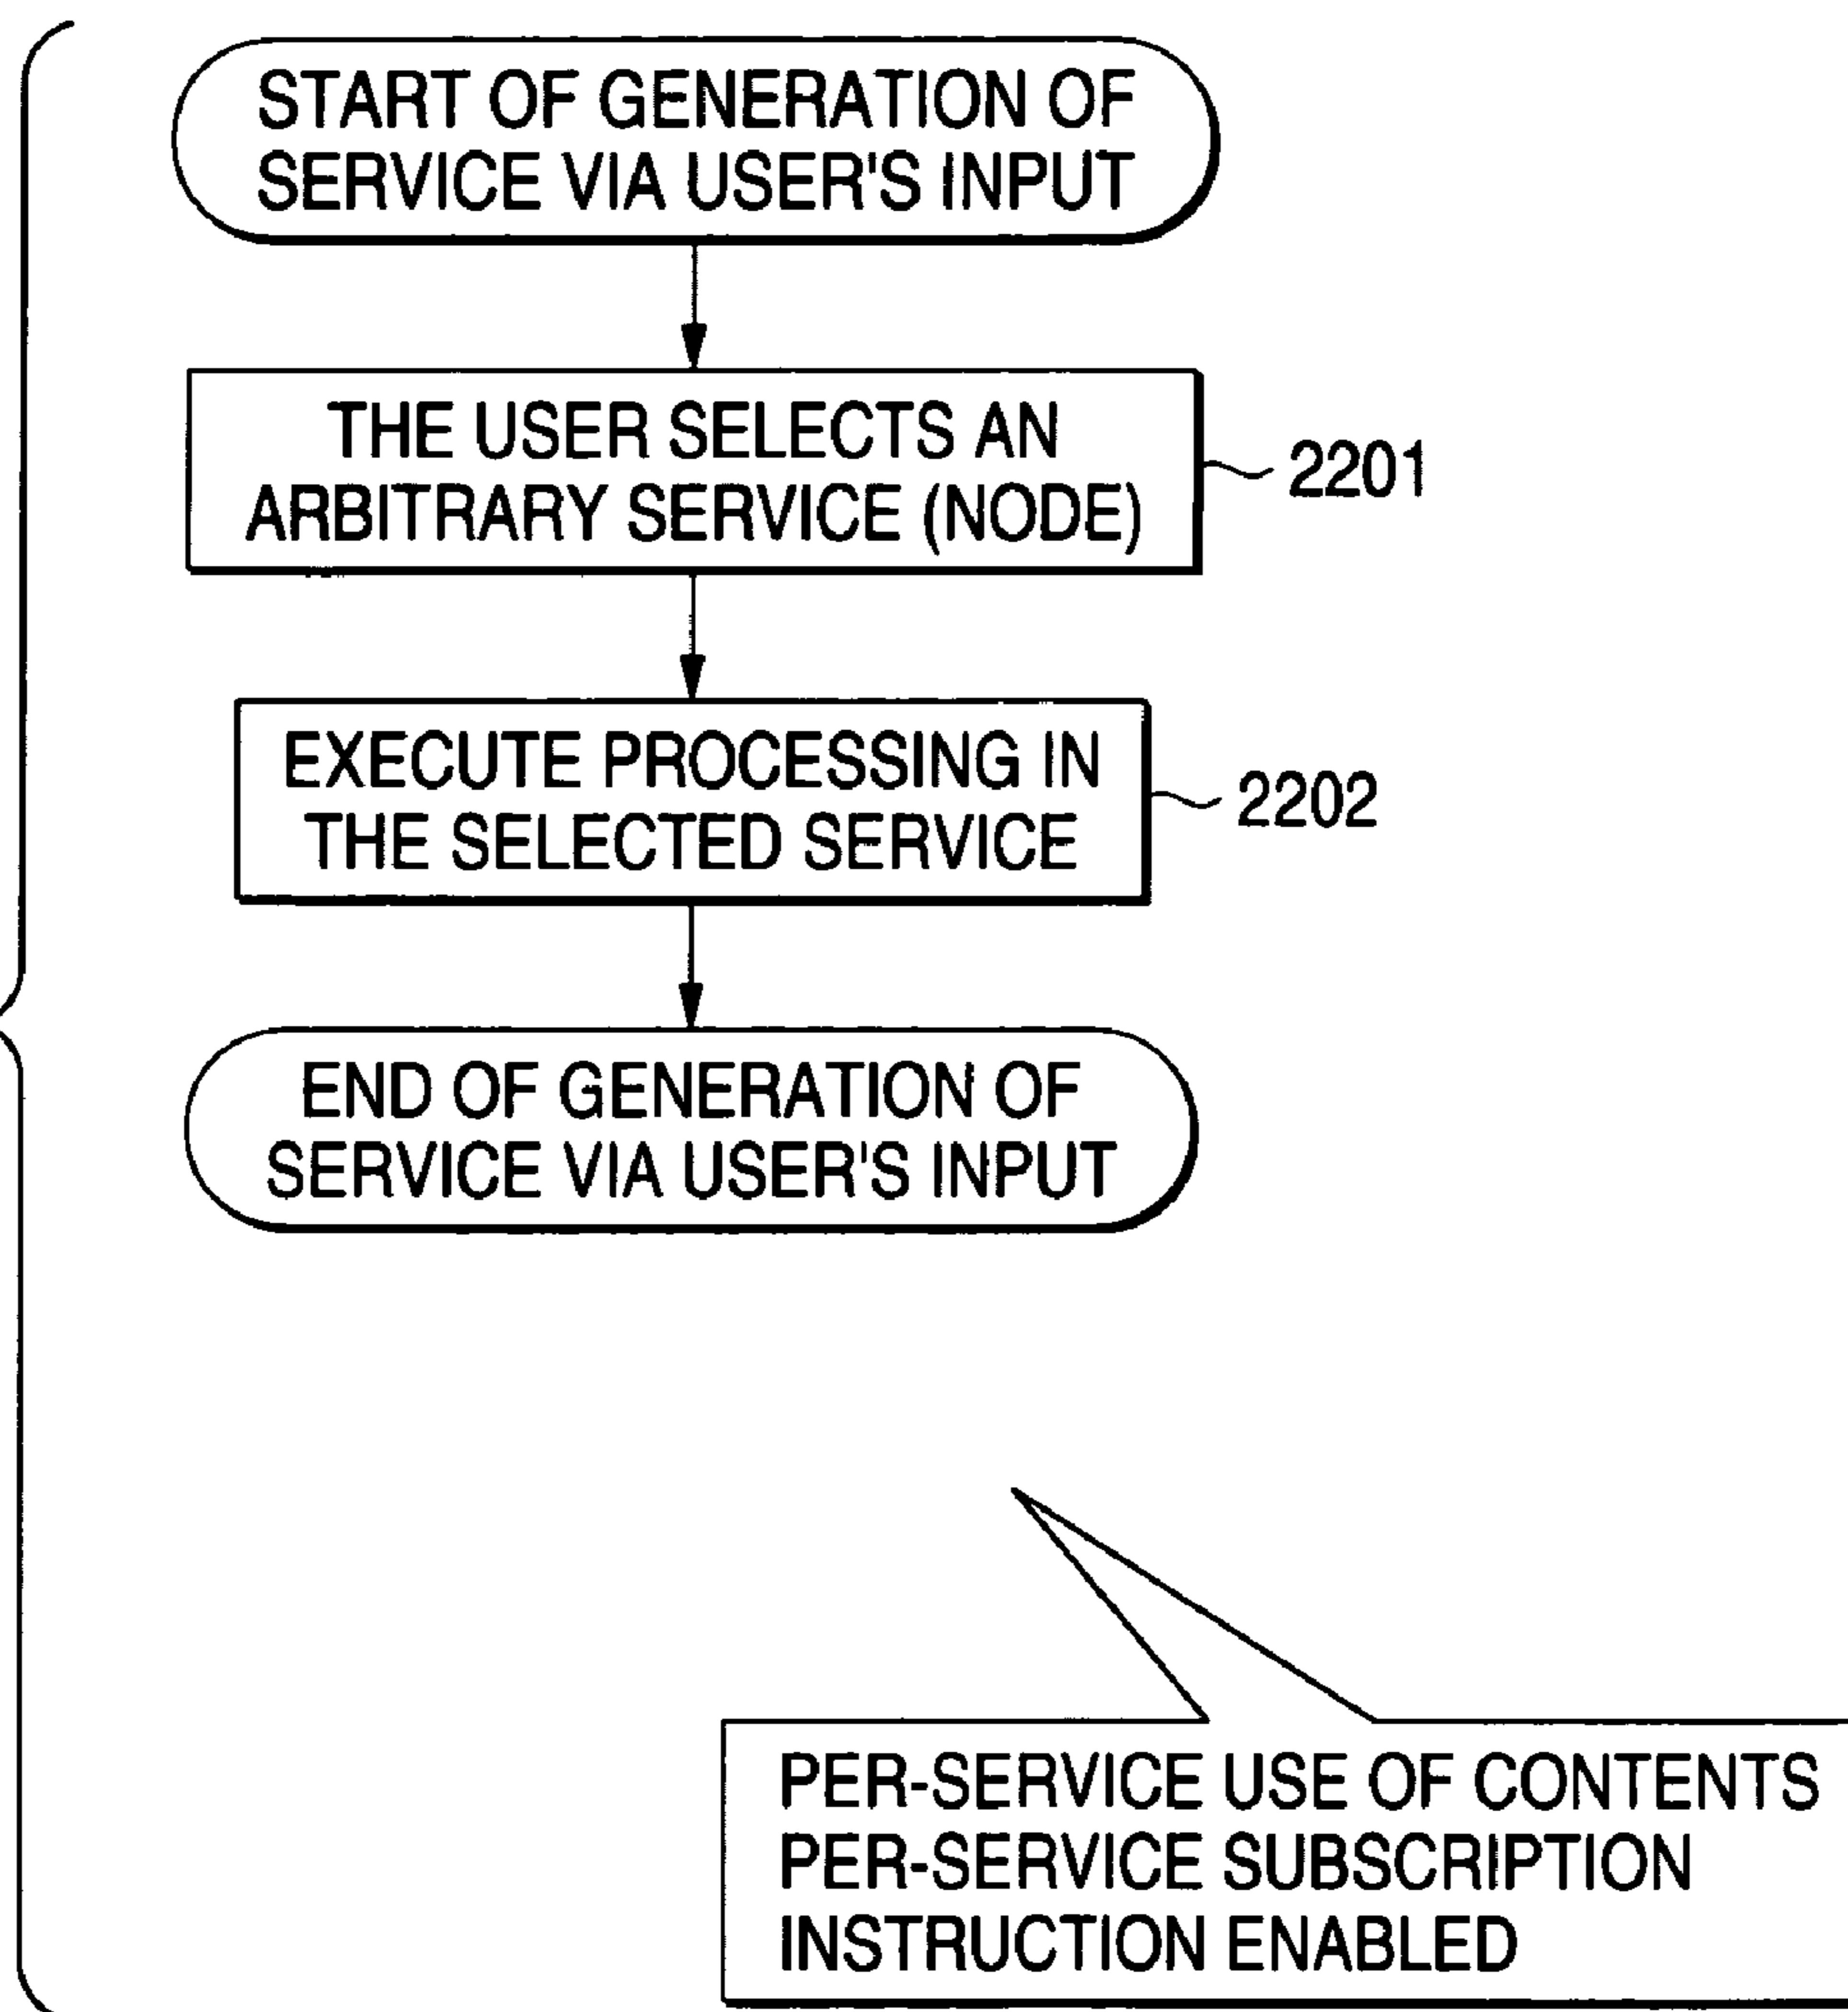 START OF GENERATION OF
SERVICE VIA USER'S INPUT
THE USER SELECTS AN
ARBITRARY SERVICE (NODE)
2201
EXECUTE PROCESSING IN
THE SELECTED SERVICE
2202
END OF GENERATION OF
SERVICE VIA USER'S INPUT
PER-SERVICE USE OF CONTENTS
PER-SERVICE SUBSCRIPTION
INSTRUCTION ENABLED